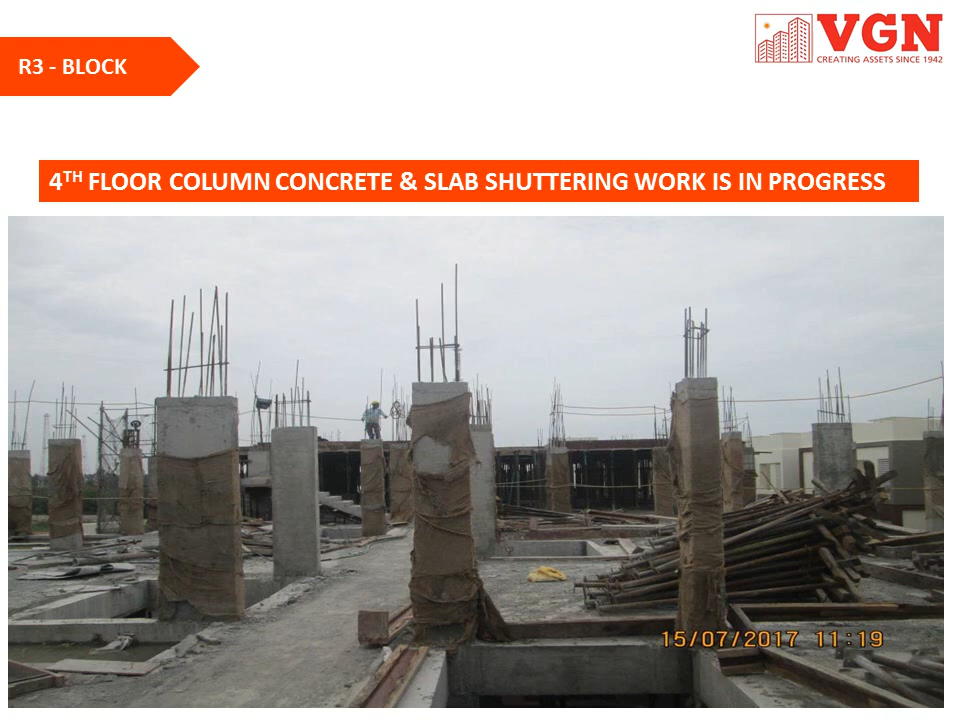 R3 - BLOCK
VGN
CREATING ASSETS SINCE 1942
4TH FLOOR COLUMN CONCRETE & SLAB SHUTTERING WORK IS IN PROGRESS
15/07/2017 11:19